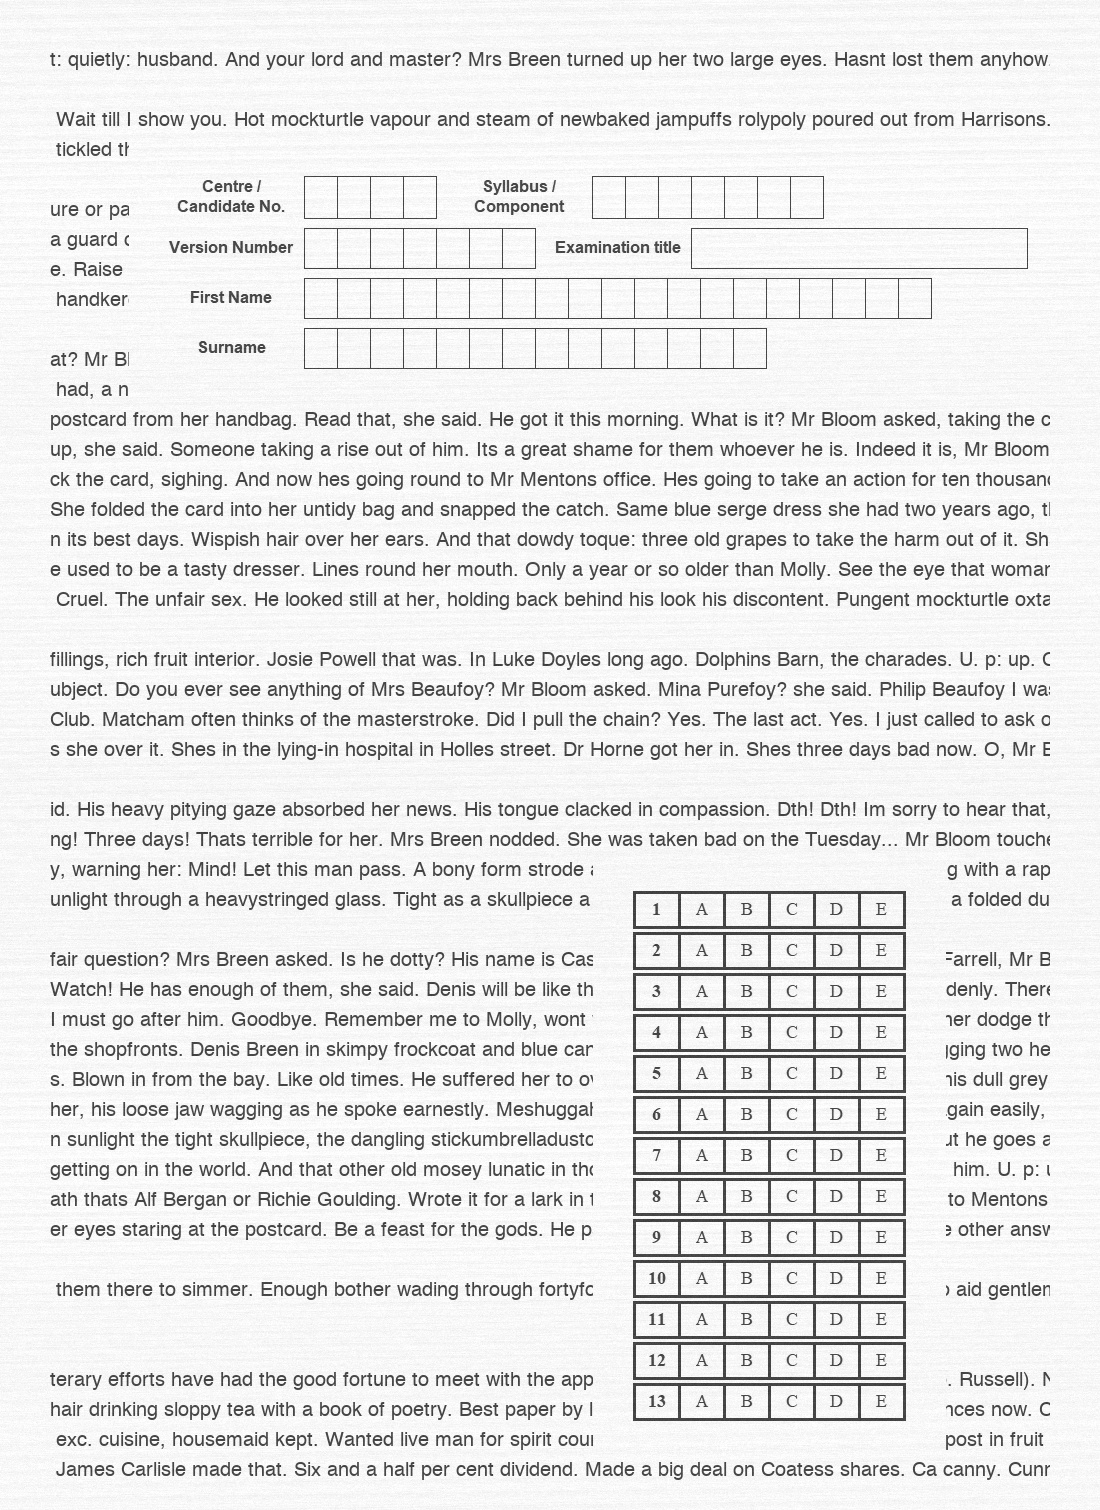 t: quietly: husband. And your lord and master? Mrs Breen turned up her two large eyes. Hasnt lost them anyhow
Wait till I show you. Hot mockturtle vapour and steam of newbaked jampuffs rolypoly poured out from Harrisons.
tickled
Centre / Candidate No.
Syllabus / Component
ure or pa
a guard
Version Number
Examination title
e. Raise
handker
First Name
Surname
at? Mr
had, a n
postcard from her handbag. Read that, she said. He got it this morning. What is it? Mr Bloom asked, taking the c
up, she said. Someone taking a rise out of him. Its a great shame for them whoever he is. Indeed it is, Mr Bloom
ck the card, sighing. And now hes going round to Mr Mentons office. Hes going to take an action for ten thousand
She folded the card into her untidy bag and snapped the catch. Same blue serge dress she had two years ago,
n its best days. Wispish hair over her ears. And that dowdy toque: three old grapes to take the harm out of it. Sh
e used to be a tasty dresser. Lines round her mouth. Only a year or so older than Molly. See the eye that woman
Cruel. The unfair sex. He looked still at her, holding back behind his look his discontent. Pungent mockturtle oxta
fillings, rich fruit interior. Josie Powell that was. In Luke Doyles long ago. Dolphins Barn, the charades. U. p: up.
ubject. Do you ever see anything of Mrs Beaufoy? Mr Bloom asked. Mina Purefoy? she said. Philip Beaufoy I was
Club. Matcham often thinks of the masterstroke. Did I pull the chain? Yes. The last act. Yes. I just called to ask
s she over it. Shes in the lying-in hospital in Holles street. Dr Horne got her in. Shes three days bad now. O, Mr
id. His heavy pitying gaze absorbed her news. His tongue clacked in compassion. Dth! Dth! Im sorry to hear that,
ng! Three days! Thats terrible for her. Mrs Breen nodded. She was taken bad on the Tuesday... Mr Bloom touche
y, warning her: Mind! Let this man pass. A bony form strode g with a rap
unlight through a heavystringed glass. Tight as a skullpiece a a folded du
1 A B C D E
2 A B C D E
fair question? Mrs Breen asked. Is he dotty? His name is Cas Farrell, Mr B
Watch! He has enough of them, she said. Denis will be like th denly. There
3 A B C D E
I must go after him. Goodbye. Remember me to Molly, wont her dodge th
4 A B C D E
the shopfronts. Denis Breen in skimpy frockcoat and blue can gging two he
5 A B C D E
s. Blown in from the bay. Like old times. He suffered her to ov his dull grey
her, his loose jaw wagging as he spoke earnestly. Meshuggah gain easily,
6 A B C D E
n sunlight the tight skullpiece, the dangling stickumbrelladustc ut he goes a
7 A B C D E
getting on in the world. And that other old mosey lunatic in tho him. U. p: u
8 A B C D E
ath thats Alf Bergan or Richie Goulding. Wrote it for a lark in to Mentons
er eyes staring at the postcard. Be a feast for the gods. He p e other answ
9 A B C D E
10 A B C D E
them there to simmer. Enough bother wading through fortyfo aid gentlem
11 A B C D E
12 A B C D E
terary efforts have had the good fortune to meet with the app . Russell). N
13 A B C D E
hair drinking sloppy tea with a book of poetry. Best paper by nces now.
exc. cuisine, housemaid kept. Wanted live man for spirit coun post in fruit
James Carlisle made that. Six and a half per cent dividend. Made a big deal on Coatess shares. Ca canny. Cunn